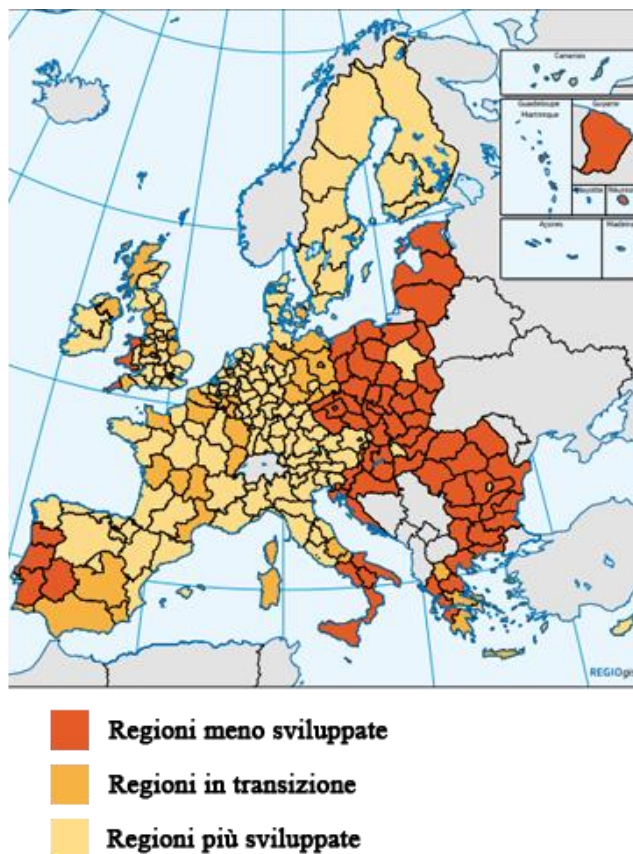 Canarias
Guadeloupe
Martinique
Guyane
Mayotte
Réunion
Açores
Madeira
REGIOgis
Regioni meno sviluppate
Regioni in transizione
Regioni più sviluppate